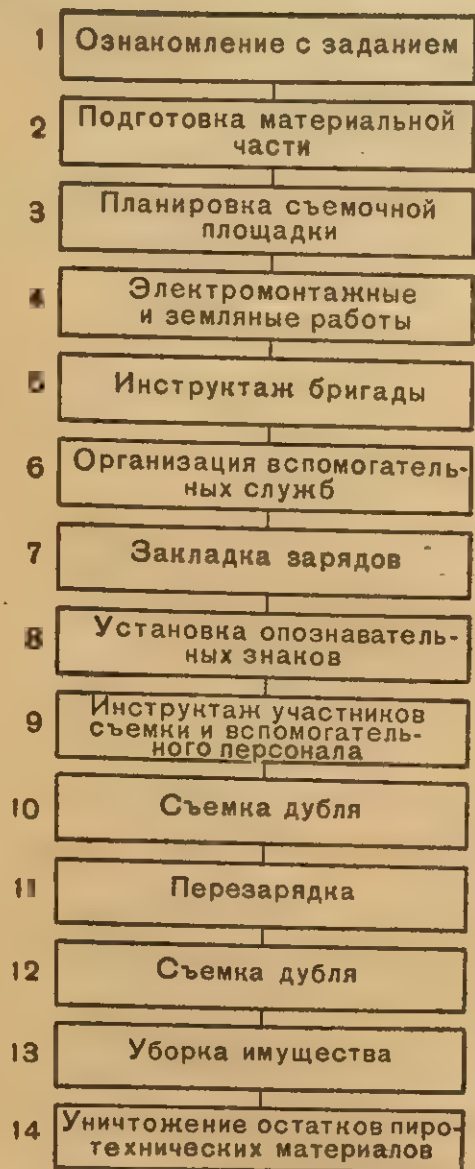 1 Ознакомление с заданием
2 Подготовка материальной
части
3 Планировка съемочной
площадки
4 Электромонтажные
и земляные работы
5 Инструктаж бригады
6 Организация вспомогатель-
ных служб
7 Закладка зарядов
8 Установка опознаватель-
ных знаков
9 Инструктаж участников
съемки и вспомогатель-
ного персонала
10 Съемка дубля
11 Перезарядка
12 Съемка дубля
13 Уборка имущества
14 Уничтожение остатков пиро-
технических материалов